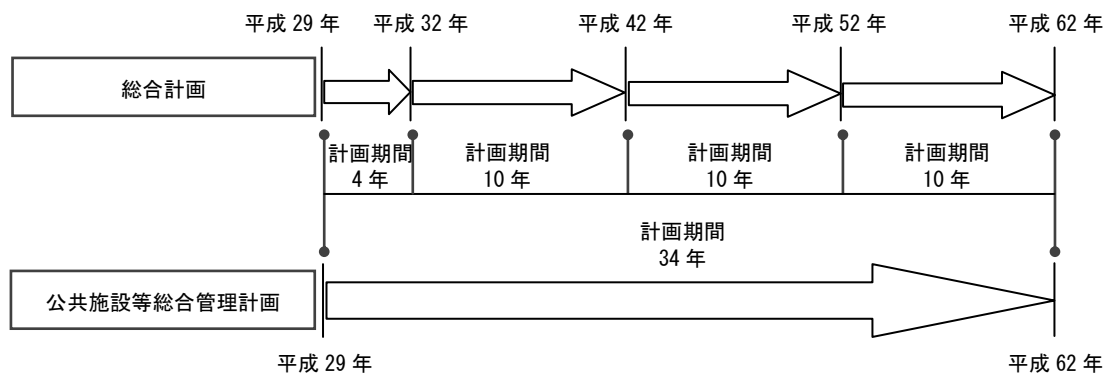 平成 29 年 平成 32 年 平成 42 年 平成 52 年 平成 62 年
総合計画
計画期間 計画期間 計画期間 計画期間
4 年 10 年 10 年 10 年
計画期間
34 年
公共施設等総合管理計画
平成 29 年 平成 62 年